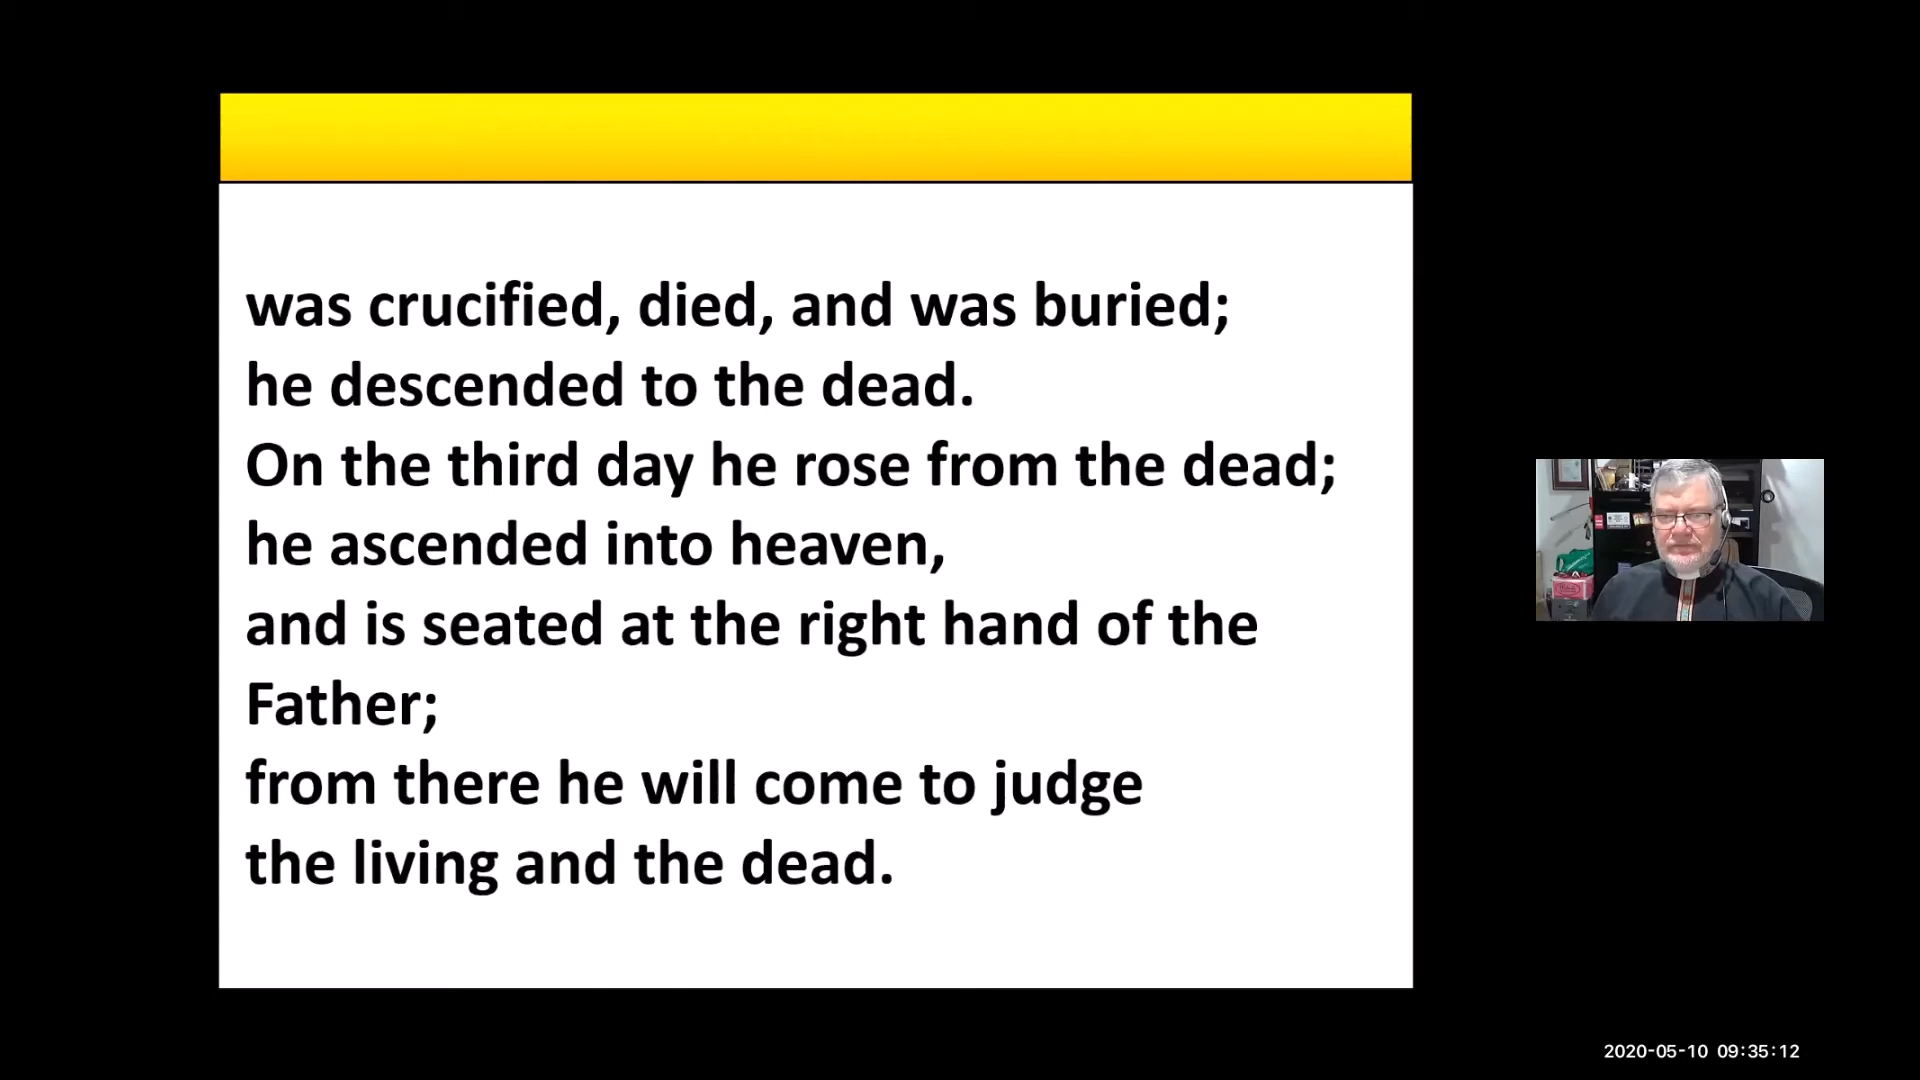 was crucified, died, and was buried;
he descended to the dead.
On the third day he rose from the dead;
he ascended into heaven,
and is seated at the right hand of the
Father;
from there he will come to judge
the living and the dead.
2020-05-10 09:35:12